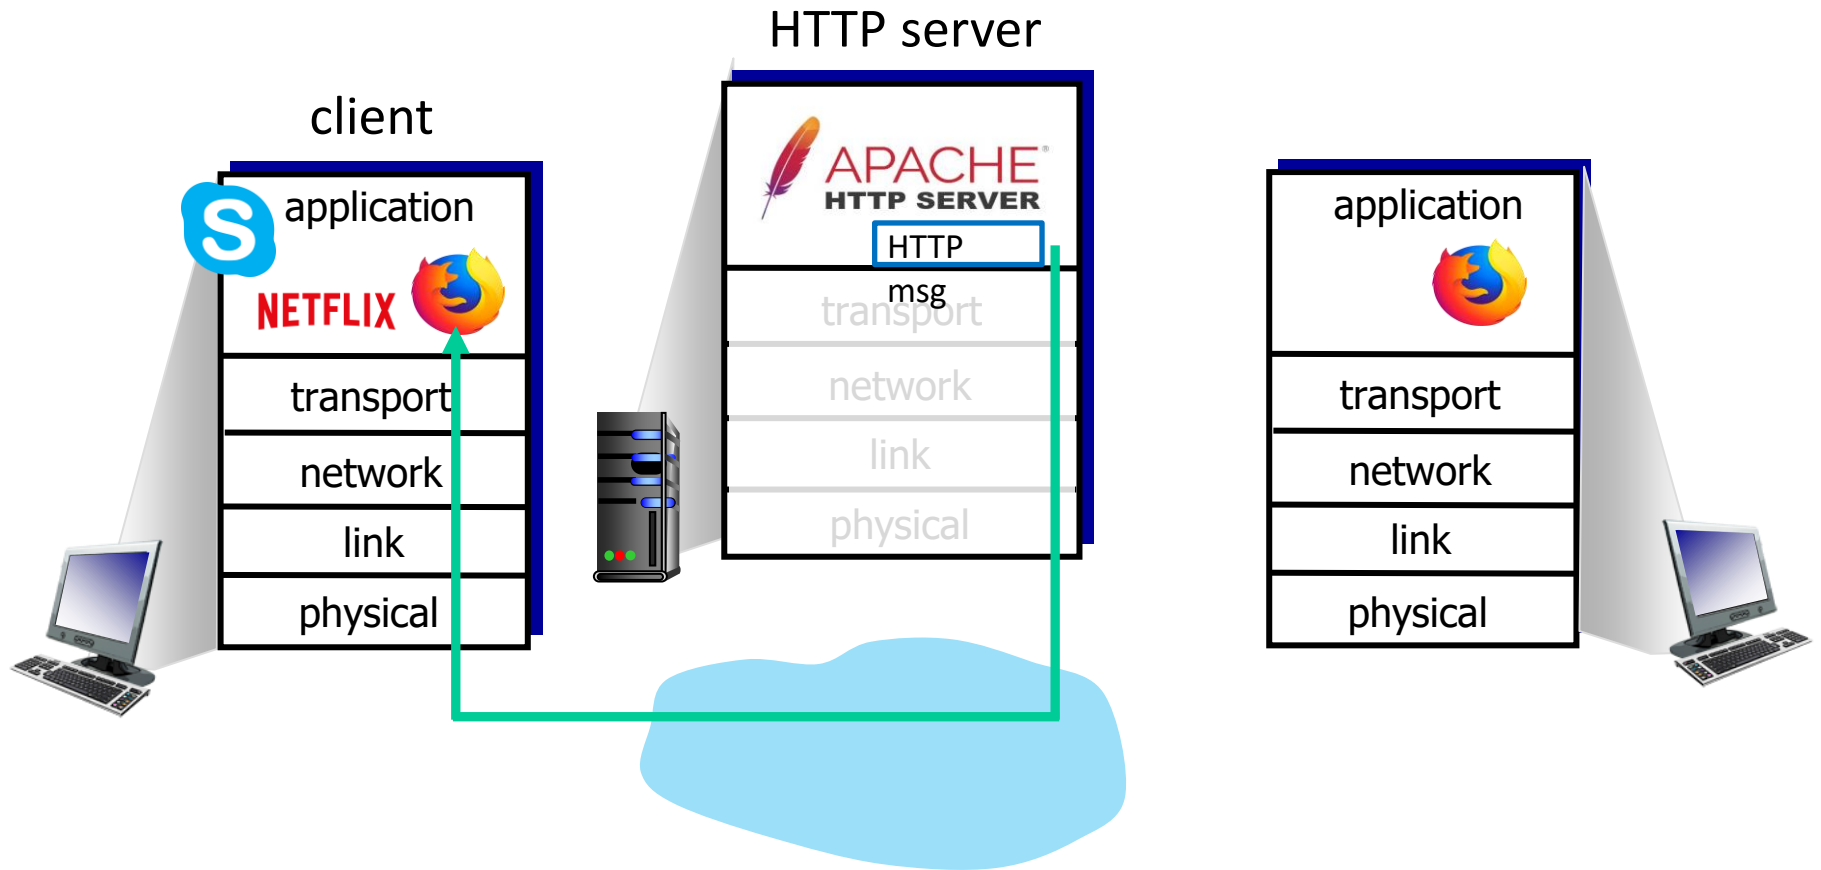 HTTP server
client
application
S
NETFLIX
transport
network
link
physical
APACHE®
HTTP SERVER
HTTP
msg
transport
network
link
physical
application
transport
network
link
physical